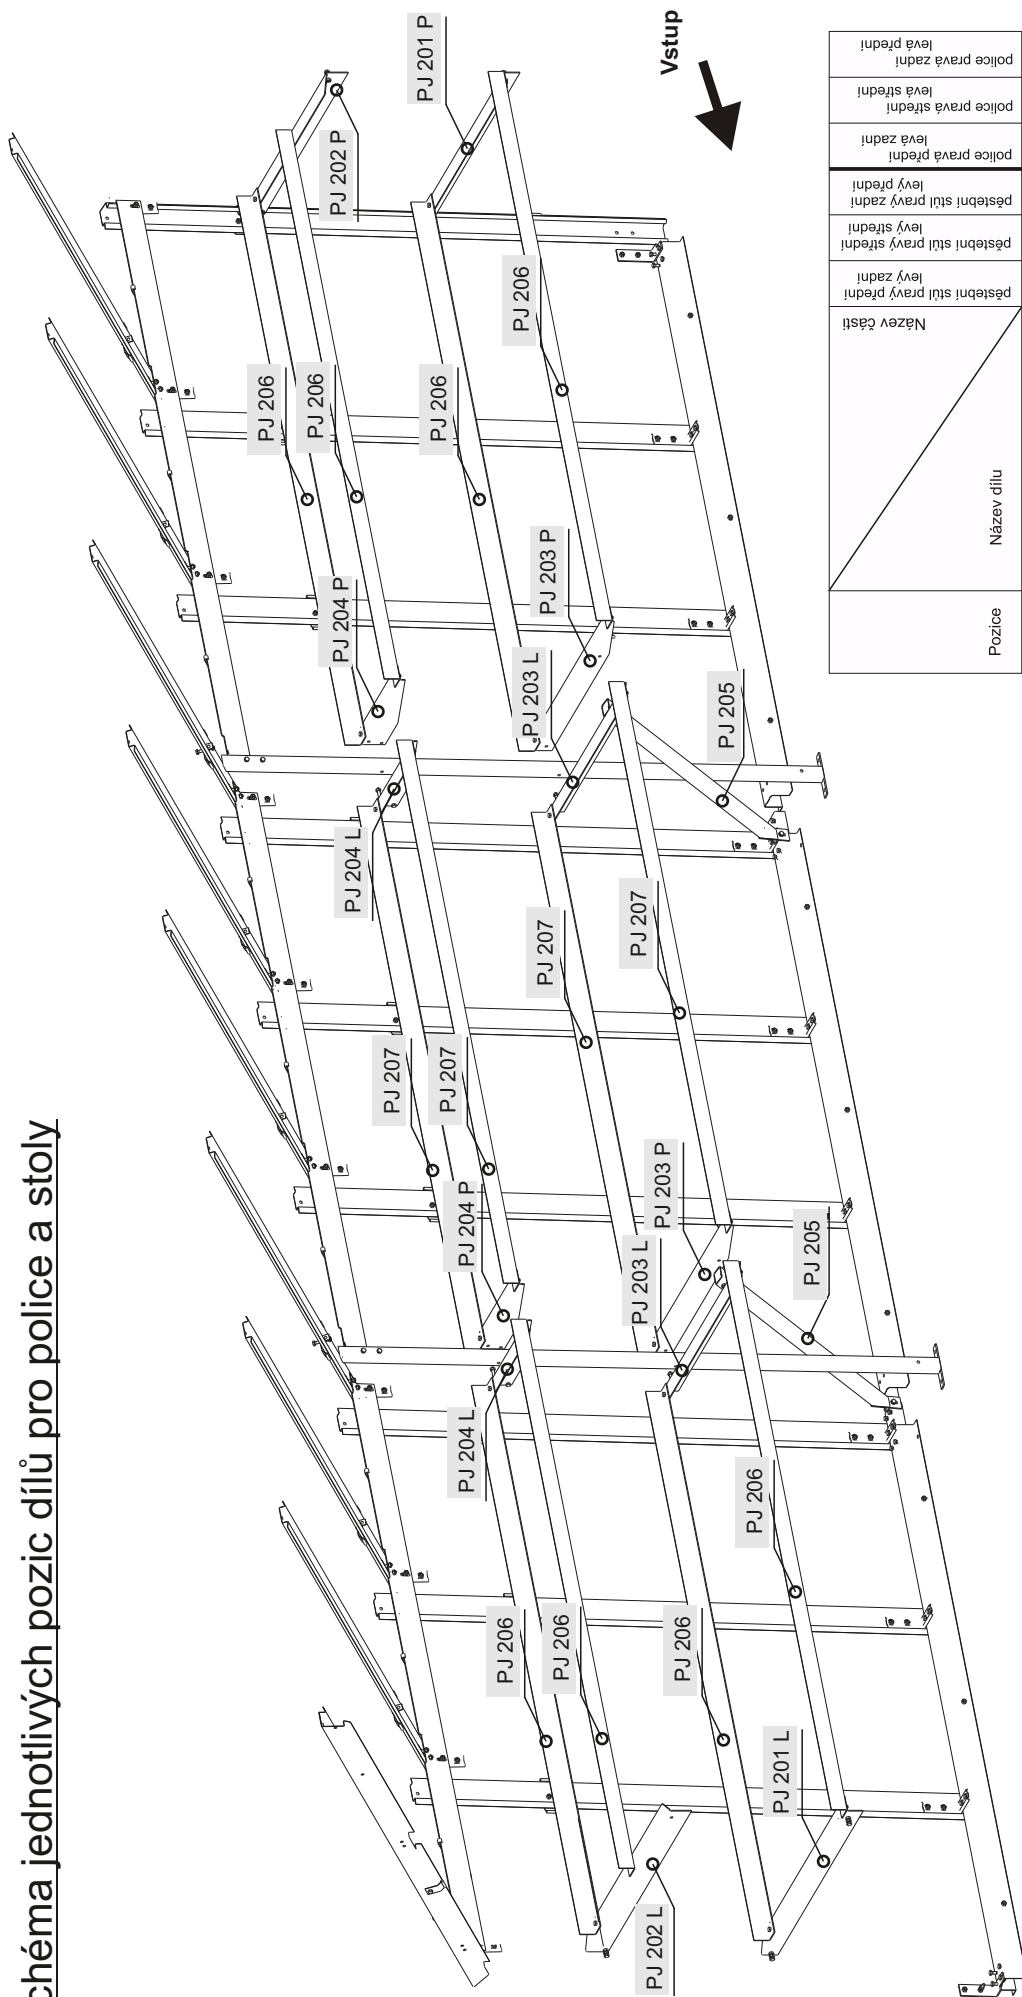 chéma jednotlivých pozic dílů pro police a stoly
PJ 201 P
PJ 202 P
Vstup
PJ 206
PJ 206
PJ 206
PJ 206
PJ 204 P
PJ 203 P
PJ 203 L
PJ 205
PJ 204 L
PJ 207
PJ 207
PJ 207
PJ 207
PJ 204 P
PJ 203 P
PJ 203 L
PJ 205
PJ 204 L
PJ 206
PJ 206
PJ 206
PJ 206
PJ 201 L
PJ 202 L
Pozice
Název dílu
Název části
pěstební stůl pravý přední
levý zadní
pěstební stůl pravý střední
levý střední
pěstební stůl pravý zadní
levý přední
police pravá přední
levá zadní
police pravá střední
levá střední
police pravá zadní
levá přední